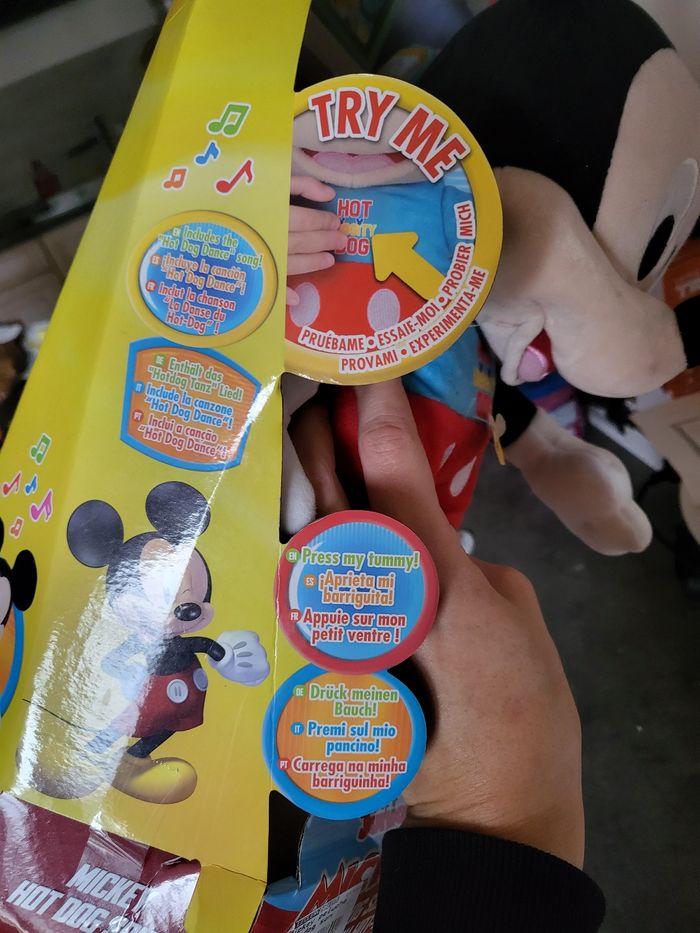 TRY ME
HOT
DOG
PRUÉBAME • ESSAIE-MOI • PROBIER MICH
PROVAMI • EXPERIMENTA-ME
EN Includes the
"Hot Dog Dance" song!
ES ¡Incluye la canción
"Hot Dog Dance"!
FR Inclut la chanson
"La Danse du
Hot-Dog" !
DE Enthält das
"Hotdog Tanz" Lied!
IT Include la canzone
"Hot Dog Dance"!
PT Inclui a canção
"Hot Dog Dance"!
EN Press my tummy!
ES ¡Aprieta mi
barriguita!
FR Appuie sur mon
petit ventre !
DE Drück meinen
Bauch!
IT Premi sul mio
pancino!
PT Carrega na minha
barriguinha!
HOT DOG